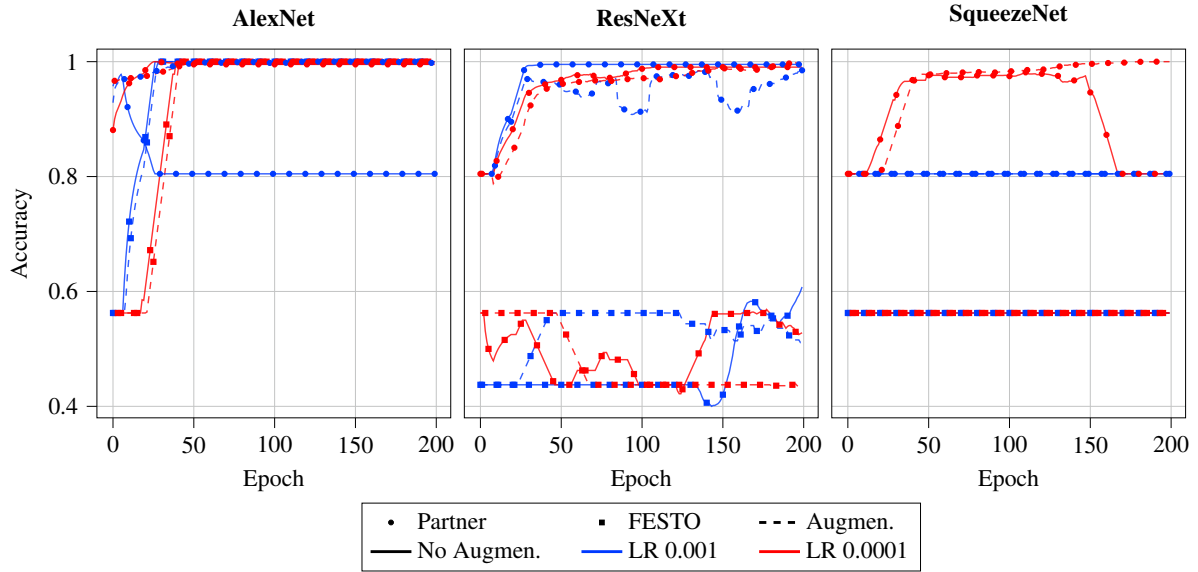 AlexNet ResNeXt SqueezeNet
1
0.8
0.6
0.4
Accuracy
0 50 100 150 200 0 50 100 150 200 0 50 100 150 200
Epoch Epoch Epoch
Partner FESTO Augmen.
No Augmen. LR 0.001 LR 0.0001